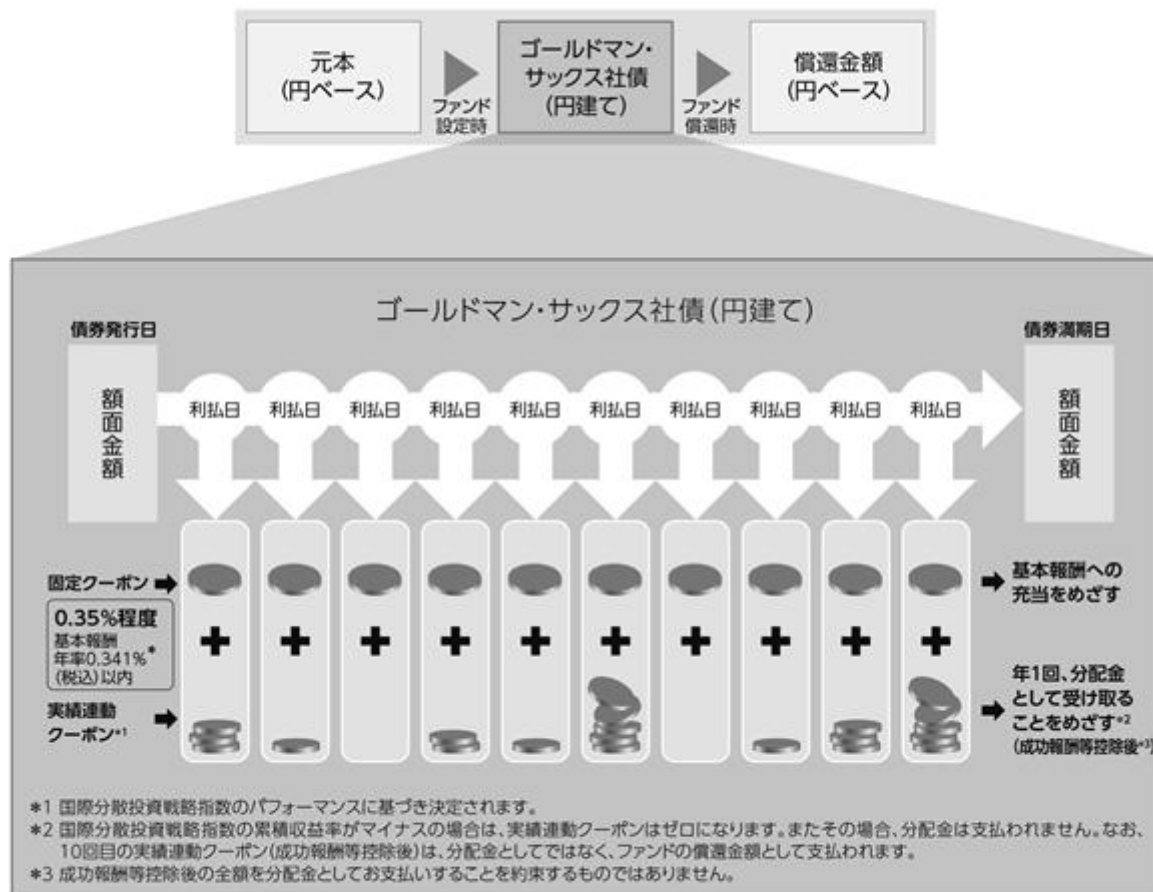 元本
(円ベース)
ファンド
設定時
ゴールドマン・
サックス社債
(円建て)
ファンド
償還時
償還金額
(円ベース)
ゴールドマン・サックス社債(円建て)
債券発行日
債券満期日
額面金額
利払日 利払日 利払日 利払日 利払日 利払日 利払日 利払日 利払日 利払日
額面金額
固定クーポン
0.35%程度
基本報酬
年率0.341%*
(税込)以内
基本報酬への
充当をめざす
実績連動
クーポン*1
年1回、分配金
として受け取る
ことをめざす*2
(成功報酬等控除後*3)
*1 国際分散投資戦略指数のパフォーマンスに基づき決定されます。
*2 国際分散投資戦略指数の累積収益率がマイナスの場合は、実績連動クーポンはゼロになります。またその場合、分配金は支払われません。なお、
10回目の実績連動クーポン(成功報酬等控除後)は、分配金としてではなく、ファンドの償還金額として支払われます。
*3 成功報酬等控除後の全額を分配金としてお支払いすることを約束するものではありません。